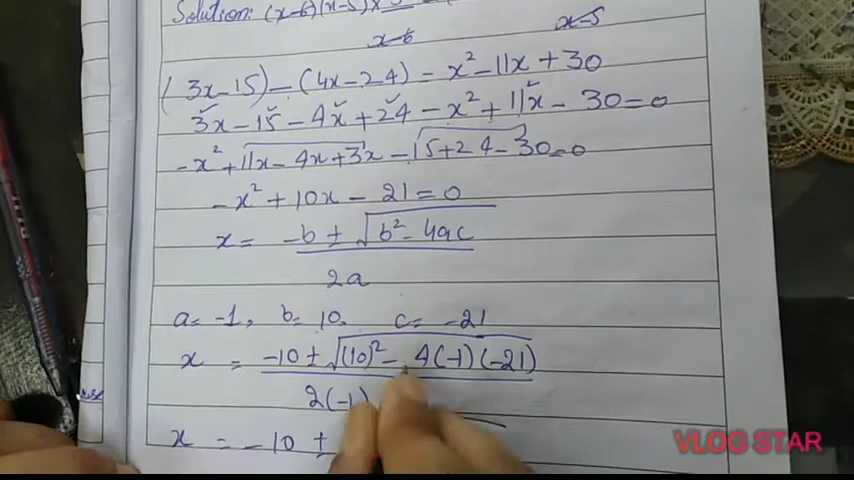 Solution: (x-6)(x-5) x
x-6 x-5
(3x-15)-(4x-24) = x² - 11x + 30
3x - 15 - 4x + 24 - x² + 11x - 30 = 0
-x² + 11x - 4x + 3x - 15 + 24 - 30 = 0
-x² + 10x - 21 = 0
x = -b ± √b² - 4ac
2a
a = -1, b = 10, c = -21
x = -10 ± √(10)² - 4(-1)(-21)
2(-1)
x = -10 ±
VLOG STAR